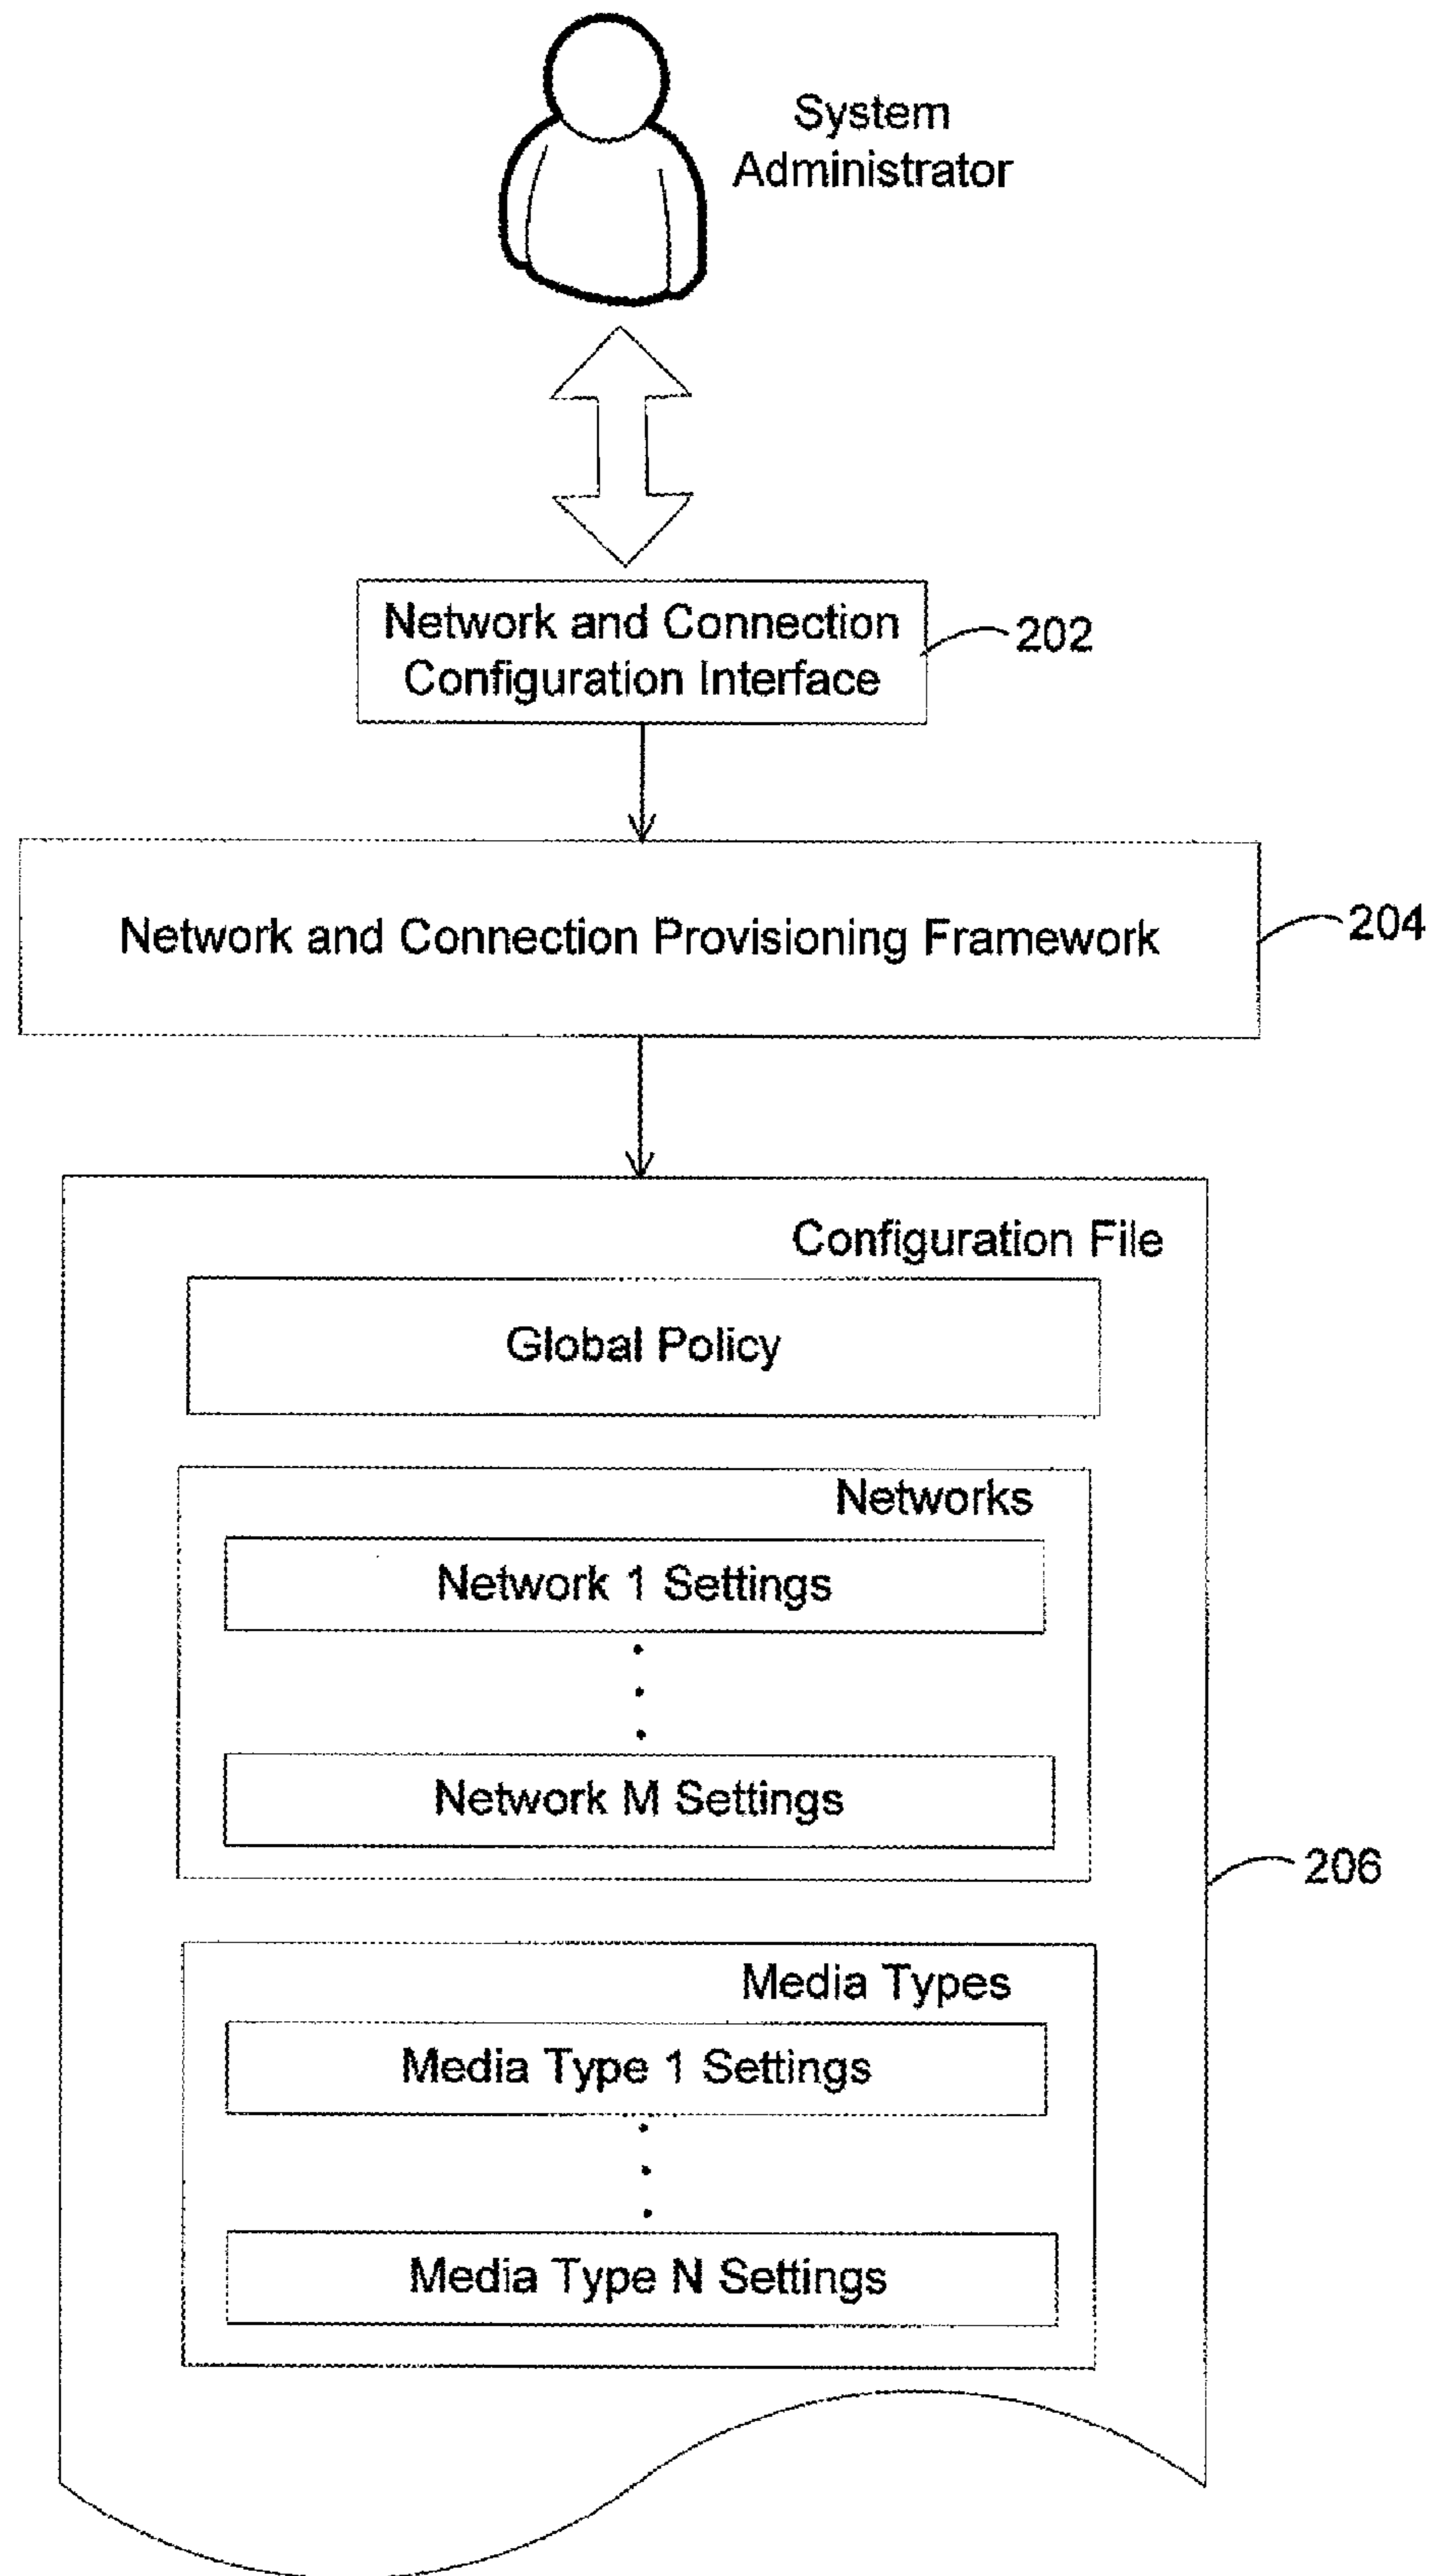 System
Administrator
Network and Connection
Configuration Interface
202
Network and Connection Provisioning Framework
204
Configuration File
Global Policy
Networks
Network 1 Settings
Network M Settings
206
Media Types
Media Type 1 Settings
Media Type N Settings